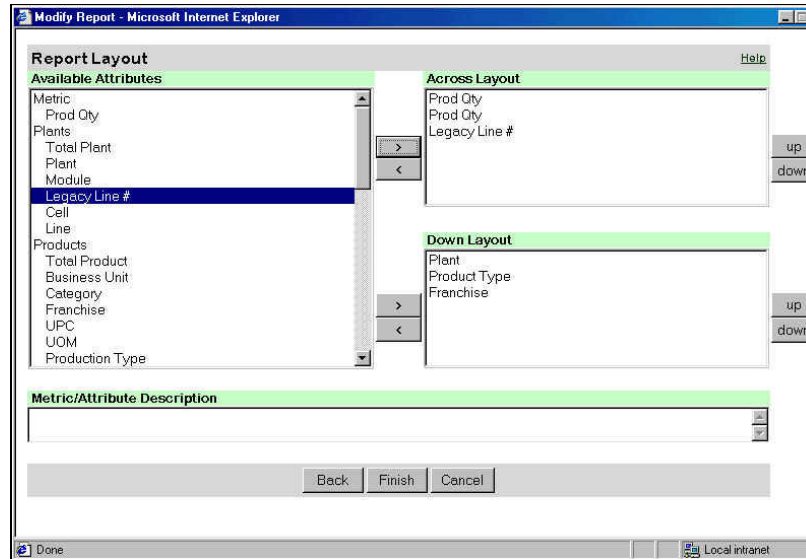 Modify Report - Microsoft Internet Explorer
Report Layout
Help
Available Attributes
Metric
Prod Qty
Plants
Total Plant
Plant
Module
Legacy Line #
Cell
Line
Products
Total Product
Business Unit
Category
Franchise
UPC
UOM
Production Type
>
<
>
<
Across Layout
Prod Qty
Prod Qty
Legacy Line #
up
down
Down Layout
Plant
Product Type
Franchise
up
down
Metric/Attribute Description
Back Finish Cancel
Done
Local intranet